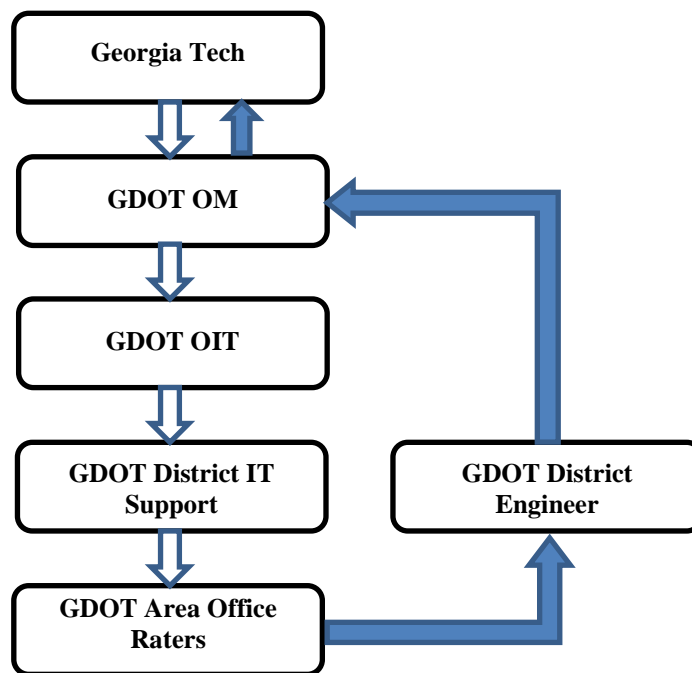 Georgia Tech
GDOT OM
GDOT OIT
GDOT District IT
Support
GDOT District
Engineer
GDOT Area Office
Raters